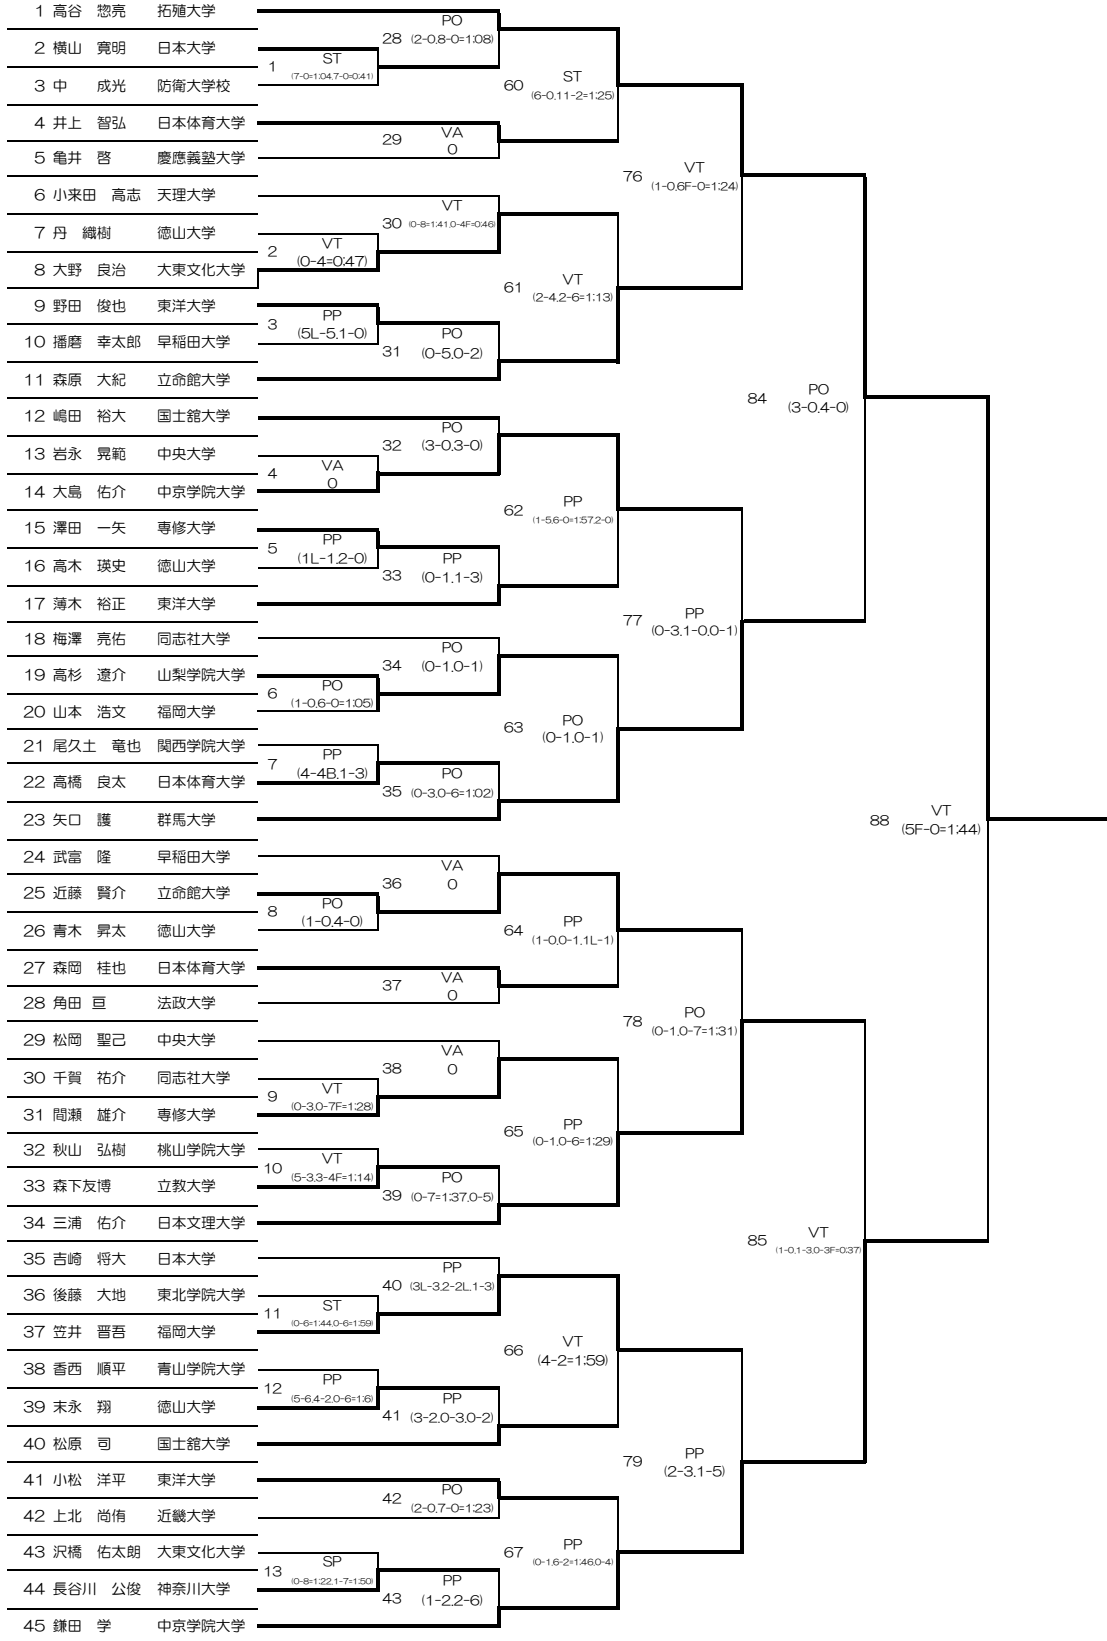 1 高谷 惣亮 拓殖大学
2 横山 寛明 日本大学
3 中 成光 防衛大学校
4 井上 智弘 日本体育大学
5 亀井 啓 慶應義塾大学
6 小来田 高志 天理大学
7 丹 織樹 徳山大学
8 大野 良治 大東文化大学
9 野田 俊也 東洋大学
10 播磨 幸太郎 早稲田大学
11 森原 大紀 立命館大学
12 嶋田 裕大 国士舘大学
13 岩永 晃範 中央大学
14 大島 佑介 中京学院大学
15 澤田 一矢 専修大学
16 高木 瑛史 徳山大学
17 薄木 裕正 東洋大学
18 梅澤 亮佑 同志社大学
19 高杉 遼介 山梨学院大学
20 山本 浩文 福岡大学
21 尾久土 竜也 関西学院大学
22 高橋 良太 日本体育大学
23 矢口 護 群馬大学
24 武富 隆 早稲田大学
25 近藤 賢介 立命館大学
26 青木 昇太 徳山大学
27 森岡 桂也 日本体育大学
28 角田 亘 法政大学
29 松岡 聖己 中央大学
30 千賀 祐介 同志社大学
31 間瀬 雄介 専修大学
32 秋山 弘樹 桃山学院大学
33 森下友博 立教大学
34 三浦 佑介 日本文理大学
35 吉崎 将大 日本大学
36 後藤 大地 東北学院大学
37 笠井 晋吾 福岡大学
38 香西 順平 青山学院大学
39 末永 翔 徳山大学
40 松原 司 国士舘大学
41 小松 洋平 東洋大学
42 上北 尚侑 近畿大学
43 沢橋 佑太朗 大東文化大学
44 長谷川 公俊 神奈川大学
45 鎌田 学 中京学院大学
1 ST
(7-0=1:04,7-0=0:41)
2 VT
(0-4=0:47)
3 PP
(5L-5,1-0)
4 VA
0
5 PP
(1L-1,2-0)
6 PO
(1-0,6-0=1:05)
7 PP
(4-4B,1-3)
8 PO
(1-0,4-0)
9 VT
(0-3,0-7F=1:28)
10 VT
(5-3,3-4F=1:14)
11 ST
(0-6=1:44,0-6=1:59)
12 PP
(5-6,4-2,0-6=1:6)
13 SP
(0-8=1:22,1-7=1:50)
28 PO
(2-0,8-0=1:08)
29 VA
0
30 VT
(0-8=1:41,0-4F=0:46)
31 PO
(0-5,0-2)
32 PO
(3-0,3-0)
33 PP
(0-1,1-3)
34 PO
(0-1,0-1)
35 PO
(0-3,0-6=1:02)
36 VA
0
37 VA
0
38 VA
0
39 PO
(0-7=1:37,0-5)
40 PP
(3L-3,2-2L,1-3)
41 PP
(3-2,0-3,0-2)
42 PO
(2-0,7-0=1:23)
43 PP
(1-2,2-6)
60 ST
(6-0,11-2=1:25)
61 VT
(2-4,2-6=1:13)
62 PP
(1-5,6-0=1:57,2-0)
63 PO
(0-1,0-1)
64 PP
(1-0,0-1,1L-1)
65 PP
(0-1,0-6=1:29)
66 VT
(4-2=1:59)
67 PP
(0-1,6-2=1:46,0-4)
76 VT
(1-0,6F-0=1:24)
77 PP
(0-3,1-0,0-1)
78 PO
(0-1,0-7=1:31)
79 PP
(2-3,1-5)
84 PO
(3-0,4-0)
85 VT
(1-0,1-3,0-3F=0:37)
88 VT
(5F-0=1:44)